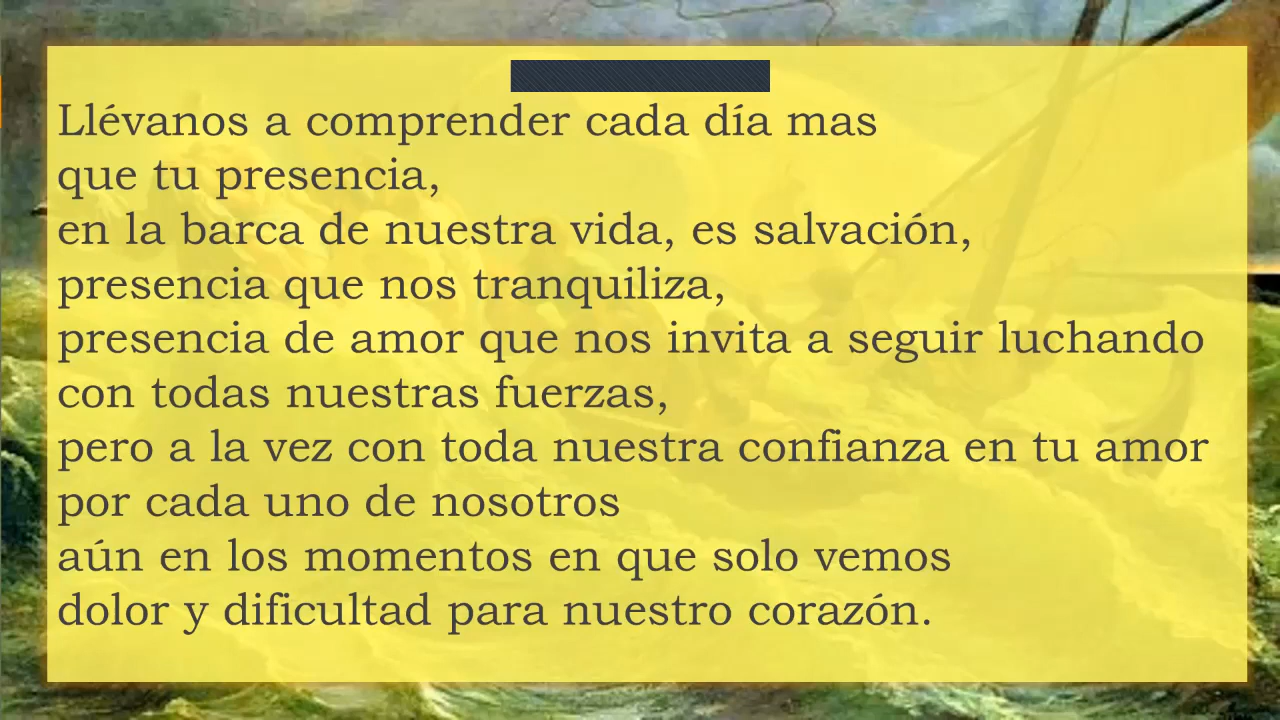 Llévanos a comprender cada día mas
que tu presencia,
en la barca de nuestra vida, es salvación,
presencia que nos tranquiliza,
presencia de amor que nos invita a seguir luchando
con todas nuestras fuerzas,
pero a la vez con toda nuestra confianza en tu amor
por cada uno de nosotros
aún en los momentos en que solo vemos
dolor y dificultad para nuestro corazón.